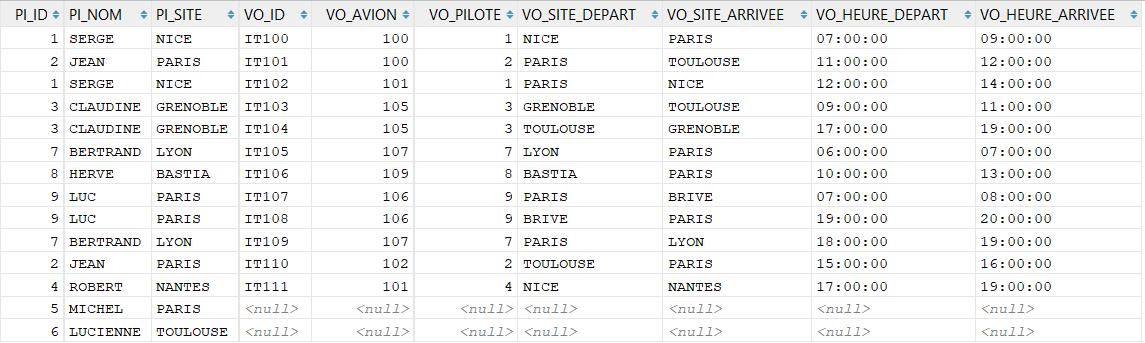 PI_ID PI_NOM PI_SITE VO_ID VO_AVION VO_PILOTE VO_SITE_DEPART VO_SITE_ARRIVEE VO_HEURE_DEPART VO_HEURE_ARRIVEE
1 SERGE NICE IT100 100 1 NICE PARIS 07:00:00 09:00:00
2 JEAN PARIS IT101 100 2 PARIS TOULOUSE 11:00:00 12:00:00
1 SERGE NICE IT102 101 1 PARIS NICE 12:00:00 14:00:00
3 CLAUDINE GRENOBLE IT103 105 3 GRENOBLE TOULOUSE 09:00:00 11:00:00
3 CLAUDINE GRENOBLE IT104 105 3 TOULOUSE GRENOBLE 17:00:00 19:00:00
7 BERTRAND LYON IT105 107 7 LYON PARIS 06:00:00 07:00:00
8 HERVE BASTIA IT106 109 8 BASTIA PARIS 10:00:00 13:00:00
9 LUC PARIS IT107 106 9 PARIS BRIVE 07:00:00 08:00:00
9 LUC PARIS IT108 106 9 BRIVE PARIS 19:00:00 20:00:00
7 BERTRAND LYON IT109 107 7 PARIS LYON 18:00:00 19:00:00
2 JEAN PARIS IT110 102 2 TOULOUSE PARIS 15:00:00 16:00:00
4 ROBERT NANTES IT111 101 4 NICE NANTES 17:00:00 19:00:00
5 MICHEL PARIS <null> <null> <null> <null> <null> <null> <null>
6 LUCIENNE TOULOUSE <null> <null> <null> <null> <null> <null> <null>